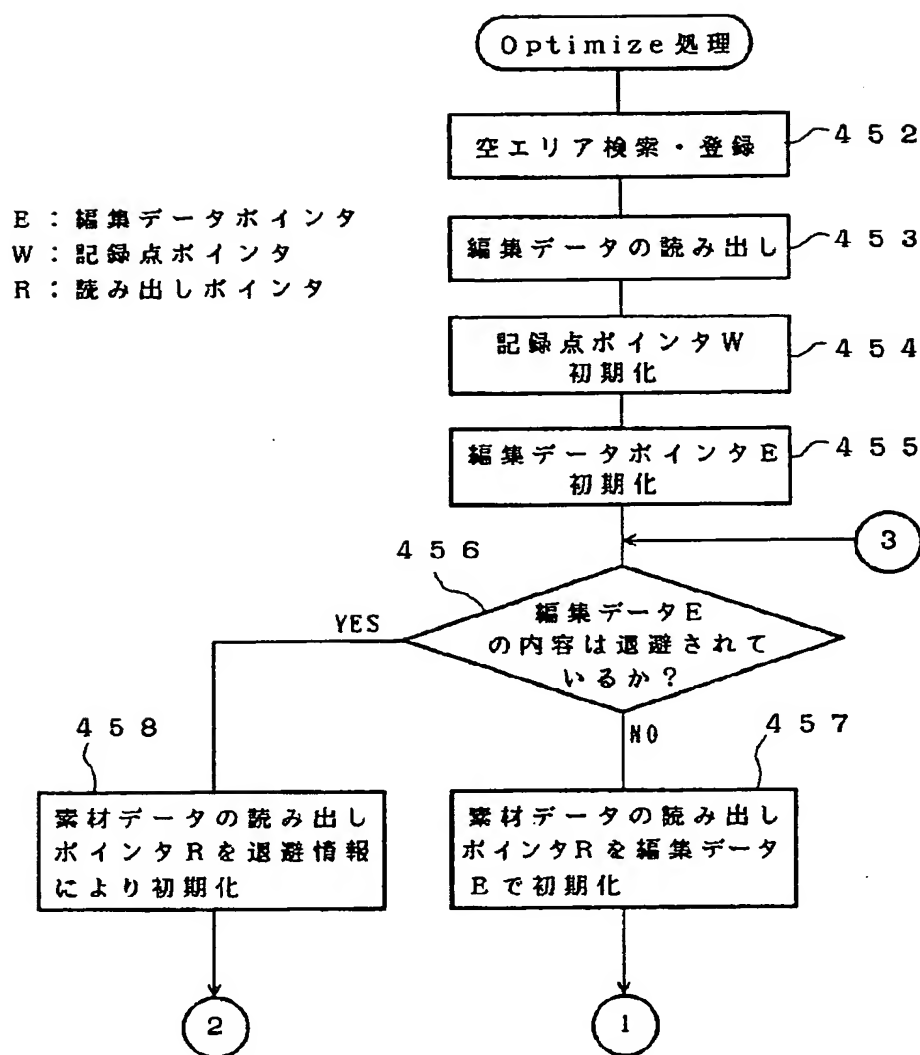 Optimize処理
空エリア検索・登録
452
E:編集データポインタ
W:記録点ポインタ
R:読み出しポインタ
編集データの読み出し
453
記録点ポインタW
初期化
454
編集データポインタE
初期化
455
3
456
編集データE
の内容は退避されて
いるか?
YES
NO
458
457
素材データの読み出し
ポインタRを退避情報
により初期化
素材データの読み出し
ポインタRを編集データ
Eで初期化
2
1